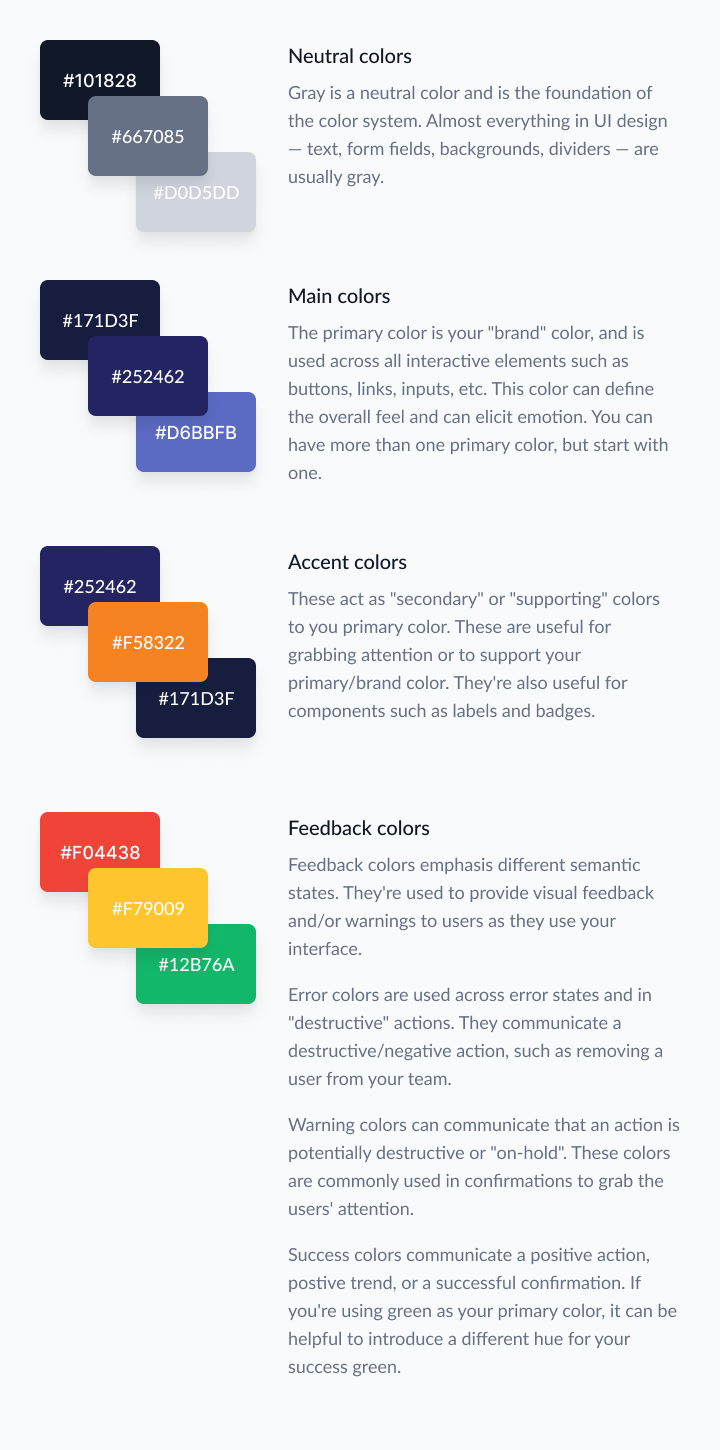 #101828
#667085
#D0D5DD
Neutral colors
Gray is a neutral color and is the foundation of
the color system. Almost everything in UI design
— text, form fields, backgrounds, dividers — are
usually gray.
#171D3F
#252462
#D6BBFB
Main colors
The primary color is your "brand" color, and is
used across all interactive elements such as
buttons, links, inputs, etc. This color can define
the overall feel and can elicit emotion. You can
have more than one primary color, but start with
one.
#252462
#F58322
#171D3F
Accent colors
These act as "secondary" or "supporting" colors
to you primary color. These are useful for
grabbing attention or to support your
primary/brand color. They're also useful for
components such as labels and badges.
#F04438
#F79009
#12B76A
Feedback colors
Feedback colors emphasis different semantic
states. They're used to provide visual feedback
and/or warnings to users as they use your
interface.
Error colors are used across error states and in
"destructive" actions. They communicate a
destructive/negative action, such as removing a
user from your team.
Warning colors can communicate that an action is
potentially destructive or "on-hold". These colors
are commonly used in confirmations to grab the
users' attention.
Success colors communicate a positive action,
postive trend, or a successful confirmation. If
you're using green as your primary color, it can be
helpful to introduce a different hue for your
success green.